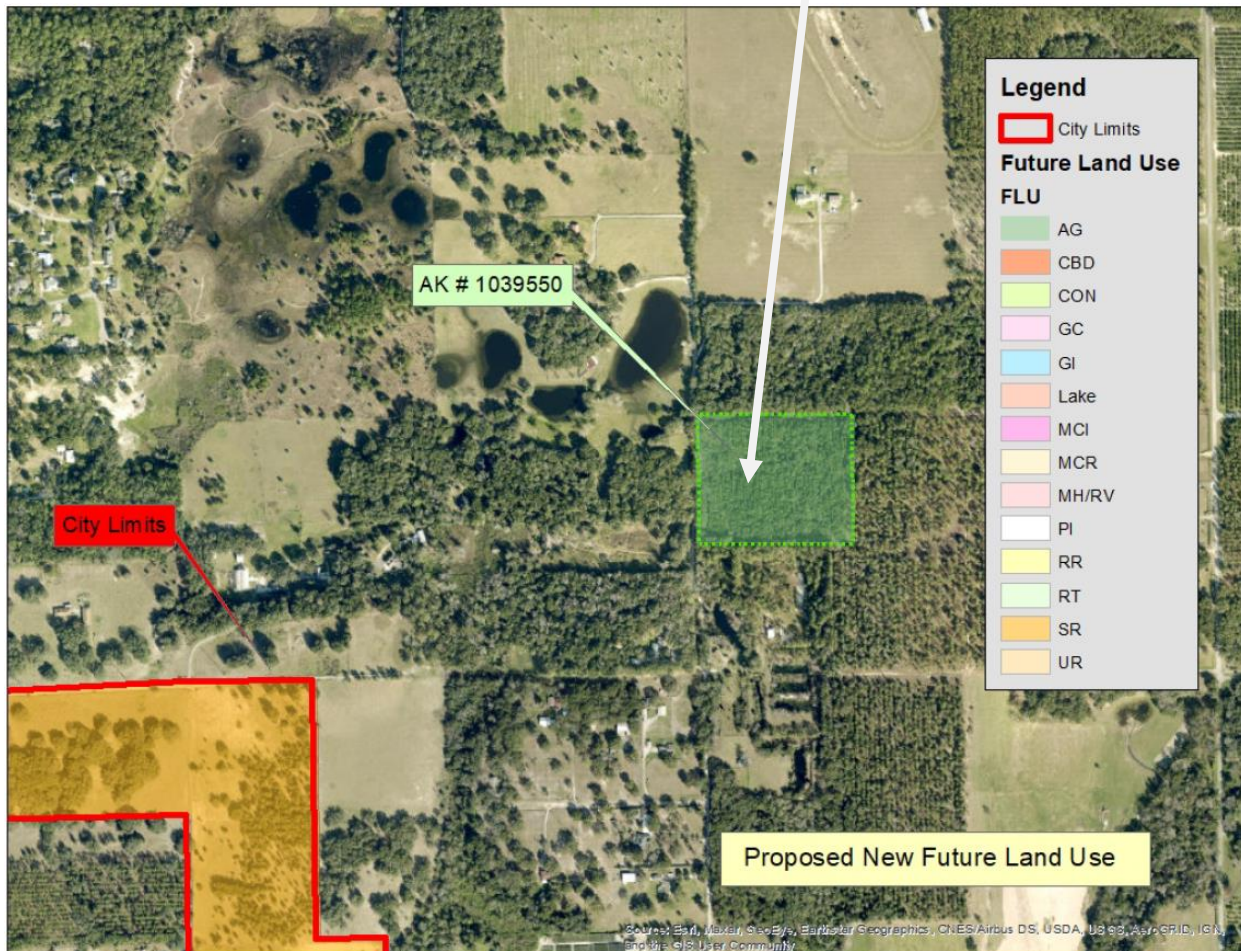 Legend
City Limits
Future Land Use
FLU
AG
CBD
CON
GC
GI
Lake
MCI
MCR
MH/RV
PI
RR
RT
SR
UR
AK # 1039550
City Limits
Proposed New Future Land Use
Source: Esri, Maxar, GeoEye, Earthstar Geographics, CNES/Airbus DS, USDA, USGS, AeroGRID, IGN,
and the GIS User Community